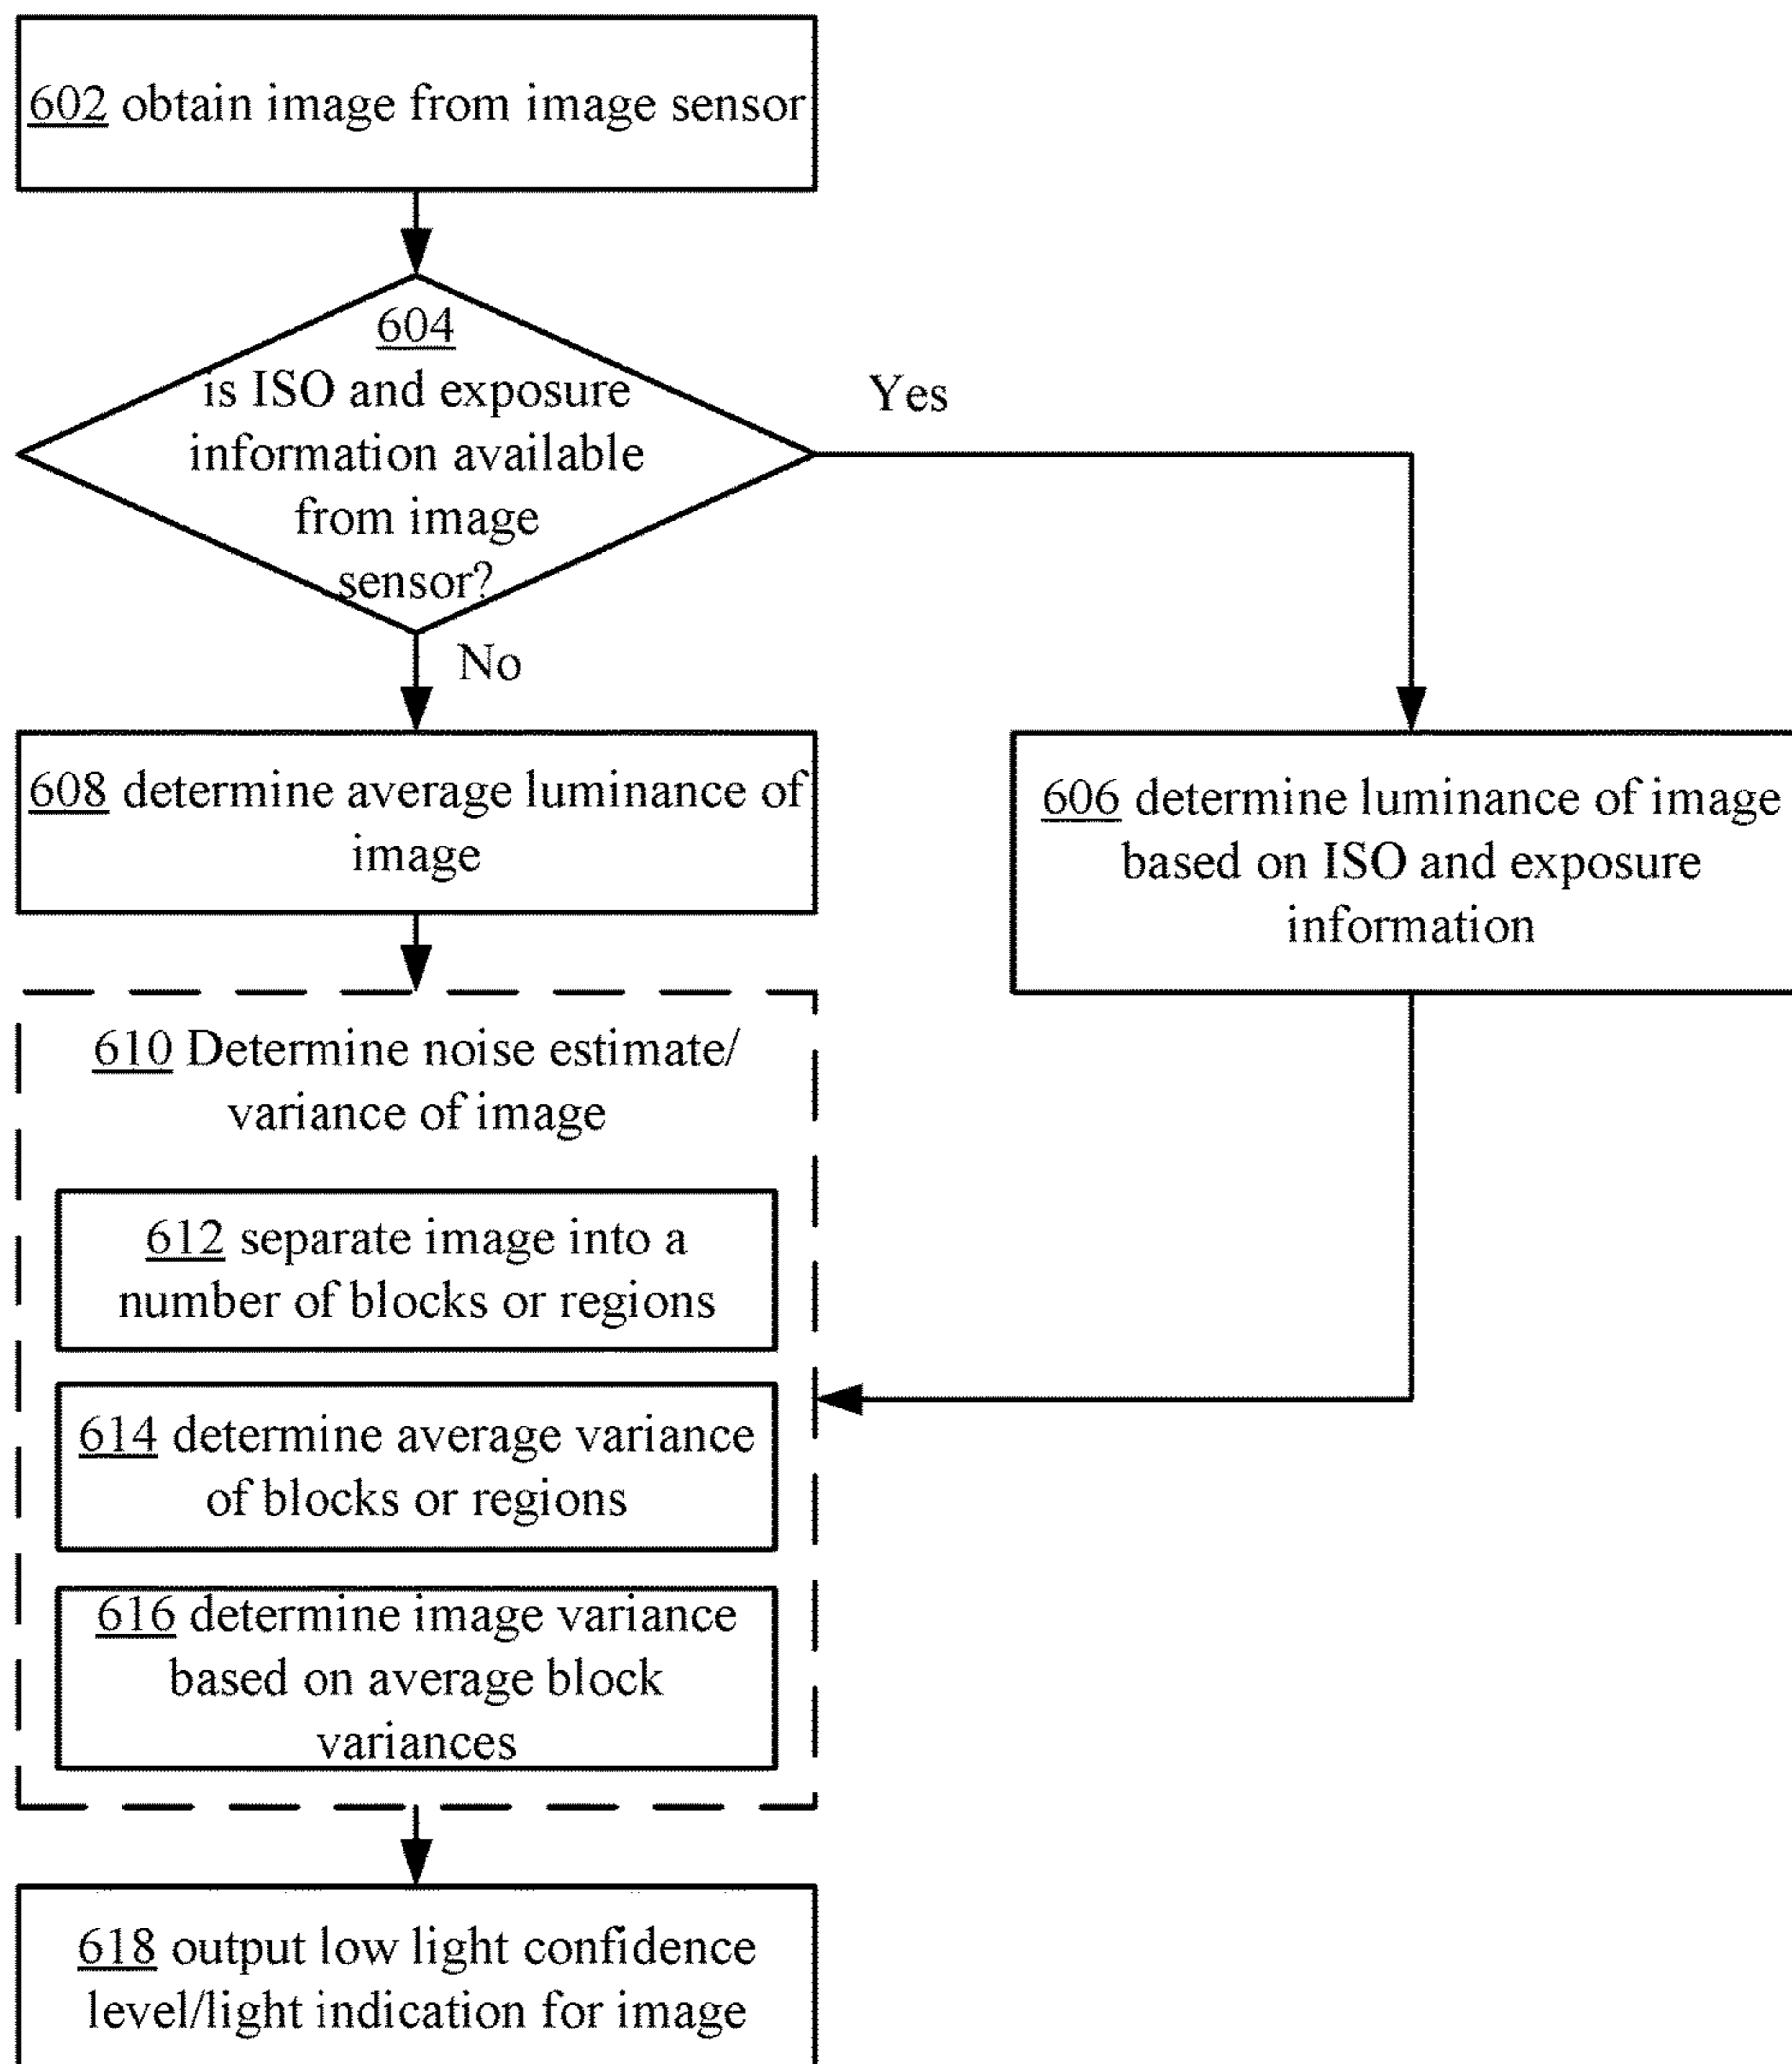 602 obtain image from image sensor
604
is ISO and exposure
information available
from image
sensor?
Yes
No
608 determine average luminance of
image
606 determine luminance of image
based on ISO and exposure
information
610 Determine noise estimate/
variance of image
612 separate image into a
number of blocks or regions
614 determine average variance
of blocks or regions
616 determine image variance
based on average block
variances
618 output low light confidence
level/light indication for image